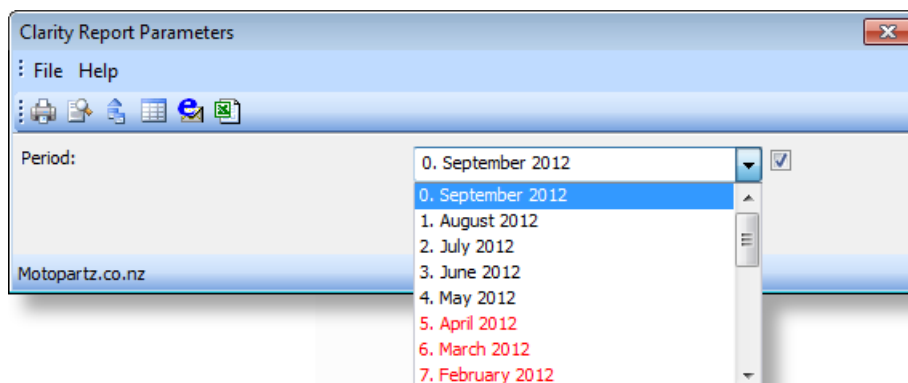 Clarity Report Parameters
File Help
Period:
0. September 2012
0. September 2012
1. August 2012
2. July 2012
3. June 2012
4. May 2012
5. April 2012
6. March 2012
7. February 2012
Motopartz.co.nz